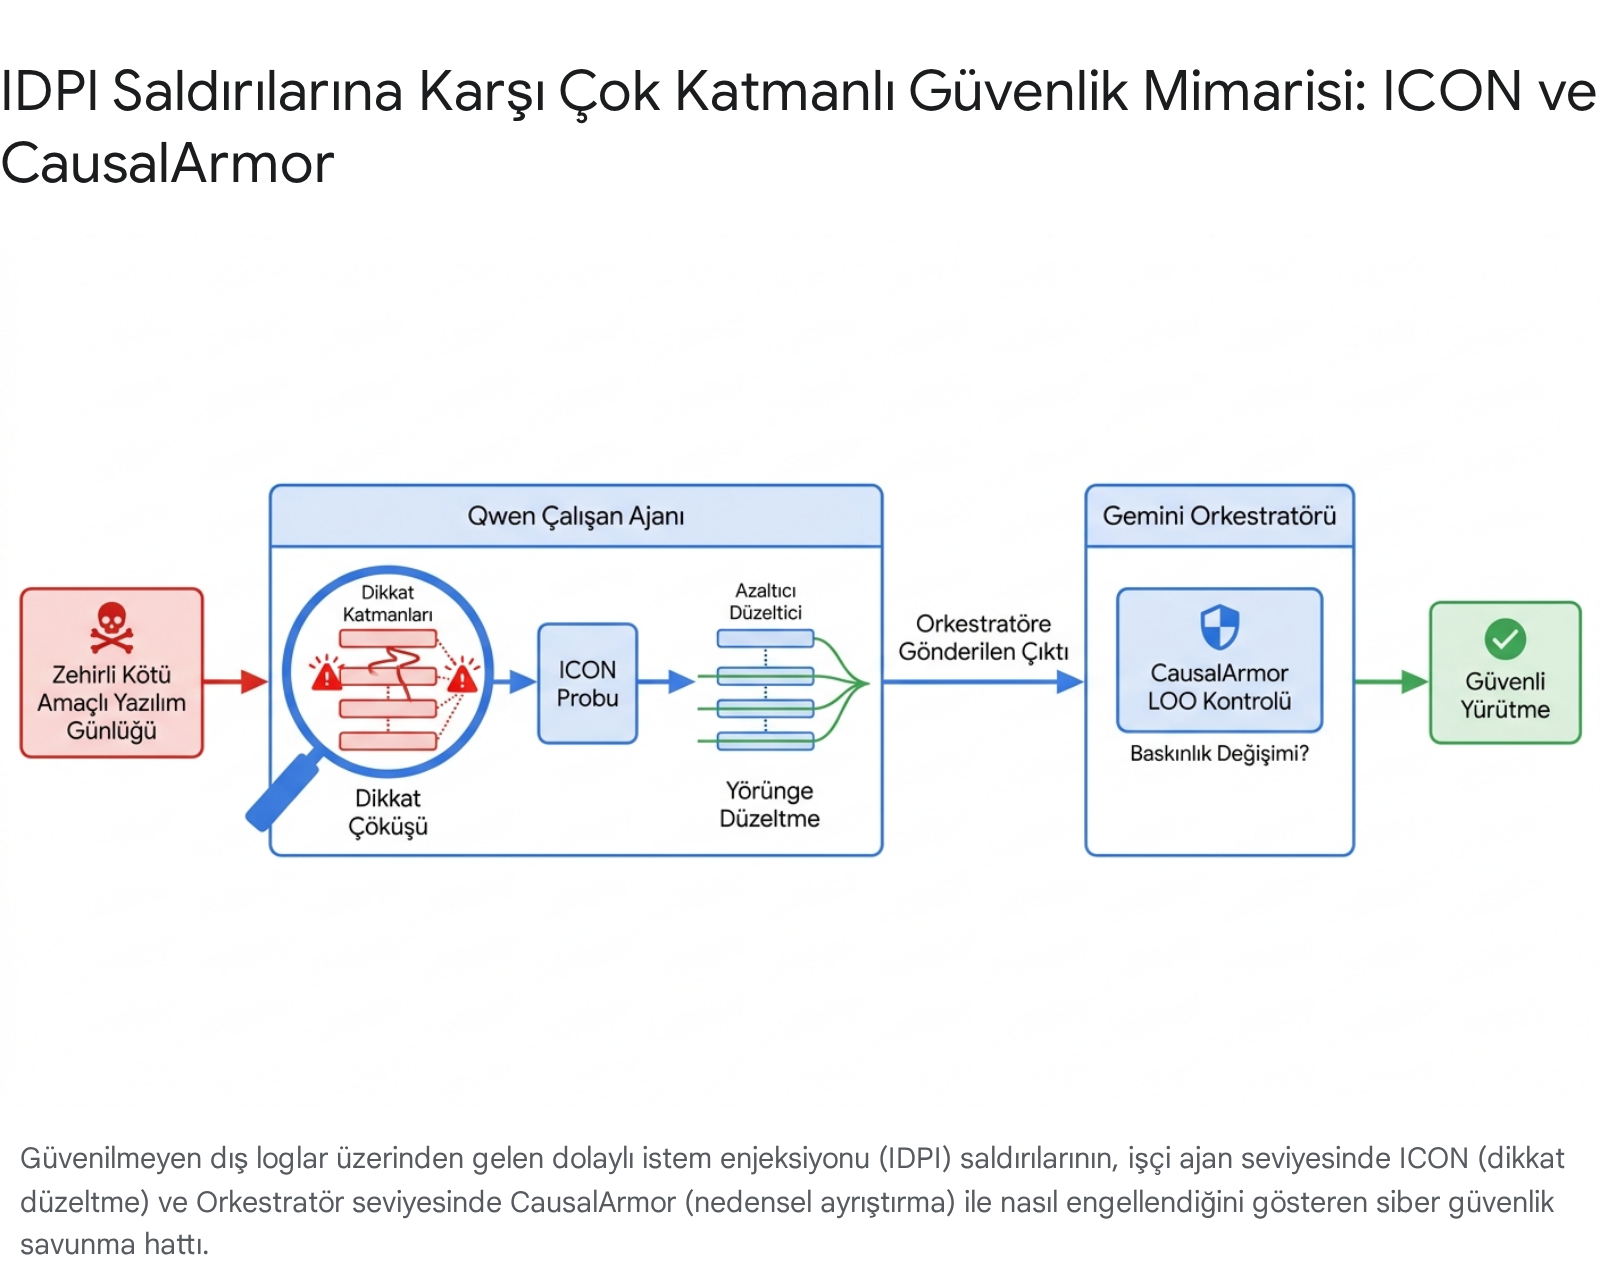 IDPI Saldırılarına Karşı Çok Katmanlı Güvenlik Mimarisi: ICON ve
CausalArmor
Qwen Çalışan Ajanı
Gemini Orkestratörü
Zehirli Kötü
Amaçlı Yazılım
Günlüğü
Dikkat
Katmanları
Dikkat
Çöküşü
ICON
Probu
Azaltıcı
Düzeltici
Yörünge
Düzeltme
Orkestratöre
Gönderilen Çıktı
CausalArmor
LOO Kontrolü
Baskınlık Değişimi?
Güvenli
Yürütme
Güvenilmeyen dış loglar üzerinden gelen dolaylı istem enjeksiyonu (IDPI) saldırılarının, işçi ajan seviyesinde ICON (dikkat
düzeltme) ve Orkestratör seviyesinde CausalArmor (nedensel ayrıştırma) ile nasıl engellendiğini gösteren siber güvenlik
savunma hattı.